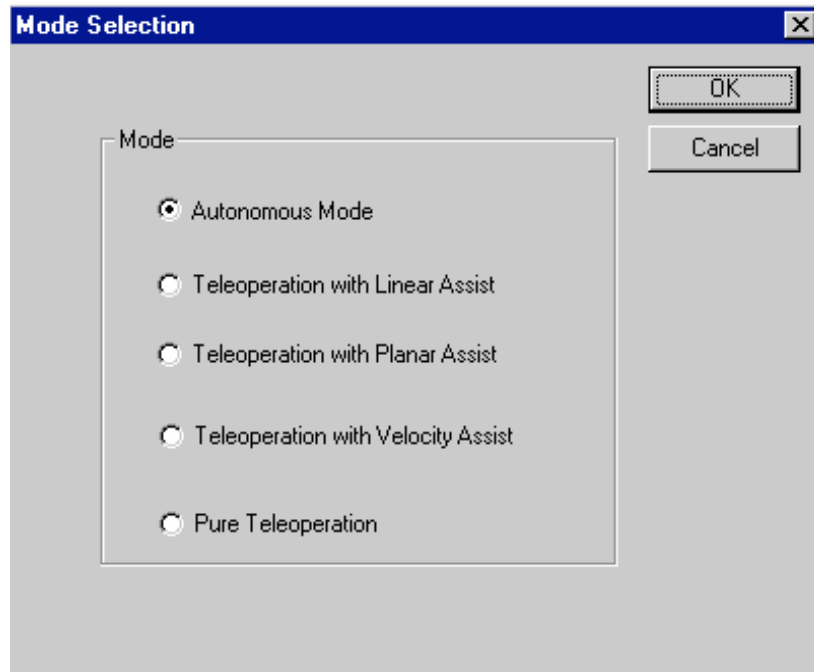 Mode Selection
OK
Cancel
Mode
Autonomous Mode
Teleoperation with Linear Assist
Teleoperation with Planar Assist
Teleoperation with Velocity Assist
Pure Teleoperation